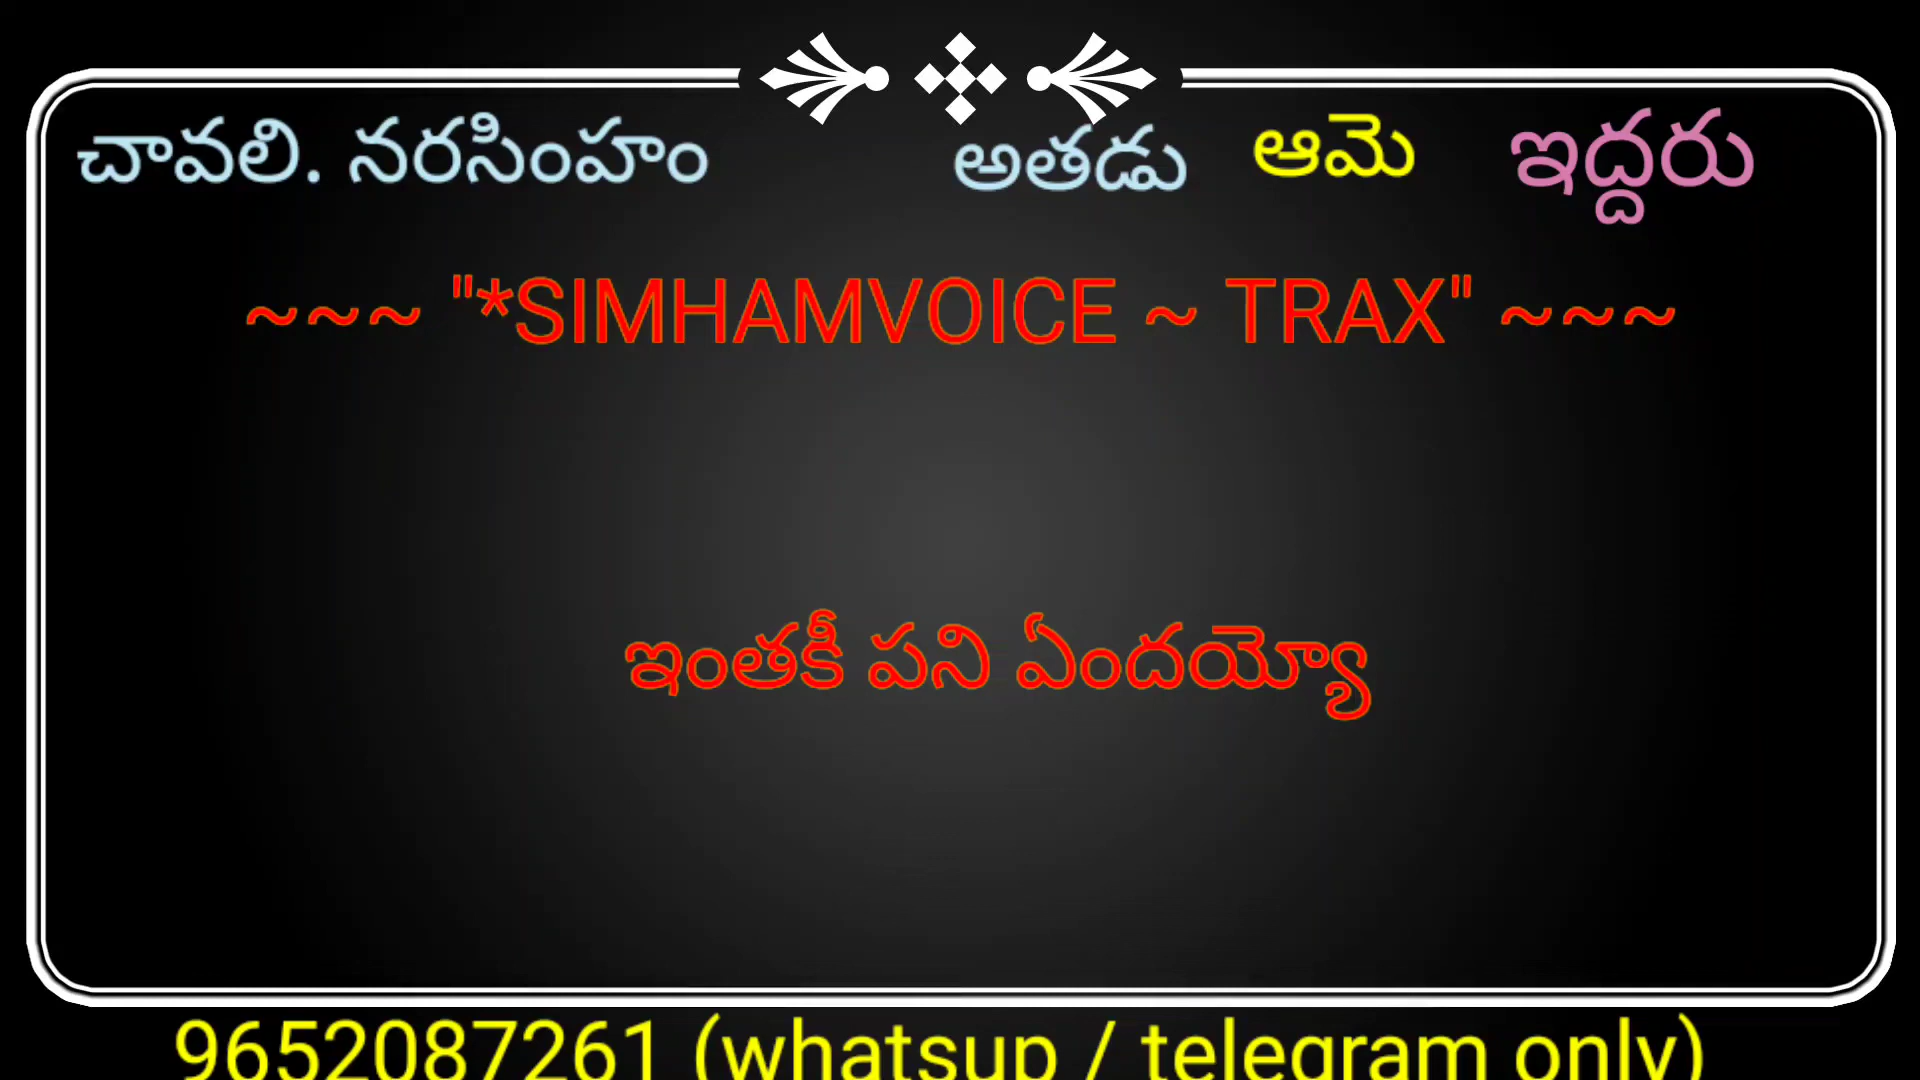 చావలి. నరసింహం అతడు ఆమె ఇద్దరు
~~~ "*SIMHAMVOICE ~ TRAX" ~~~
ఇంతకీ పని ఏందయ్యో
9652087261 (whatsup / telegram only)